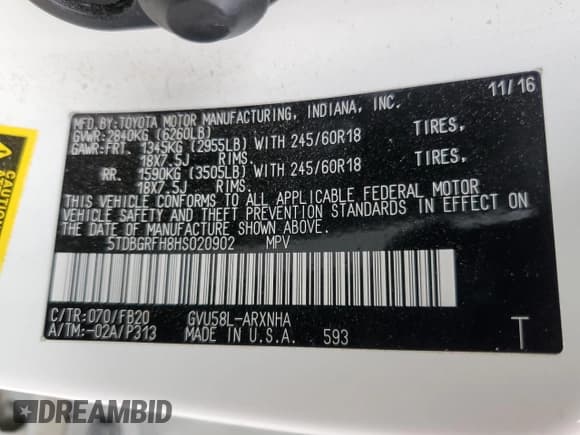 MFD.BY:TOYOTA MOTOR MANUFACTURING, INDIANA, INC. 11/16
GVWR:2840KG (6260LB)
GAWR:FRT. 1345KG (2955LB) WITH 245/60R18 TIRES,
18X7.5J RIMS.
RR. 1590KG (3505LB) WITH 245/60R18 TIRES,
18X7.5J RIMS.
THIS VEHICLE CONFORMS TO ALL APPLICABLE FEDERAL MOTOR
VEHICLE SAFETY AND THEFT PREVENTION STANDARDS IN EFFECT ON
THE DATE OF MANUFACTURE SHOWN ABOVE.
5TDBGRFH8HS020902 MPV
C/TR:070/FB20 GVU58L-ARXNHA
A/TM:-02A/P313 MADE IN U.S.A. 593 T
CAUTION
DREAMBID